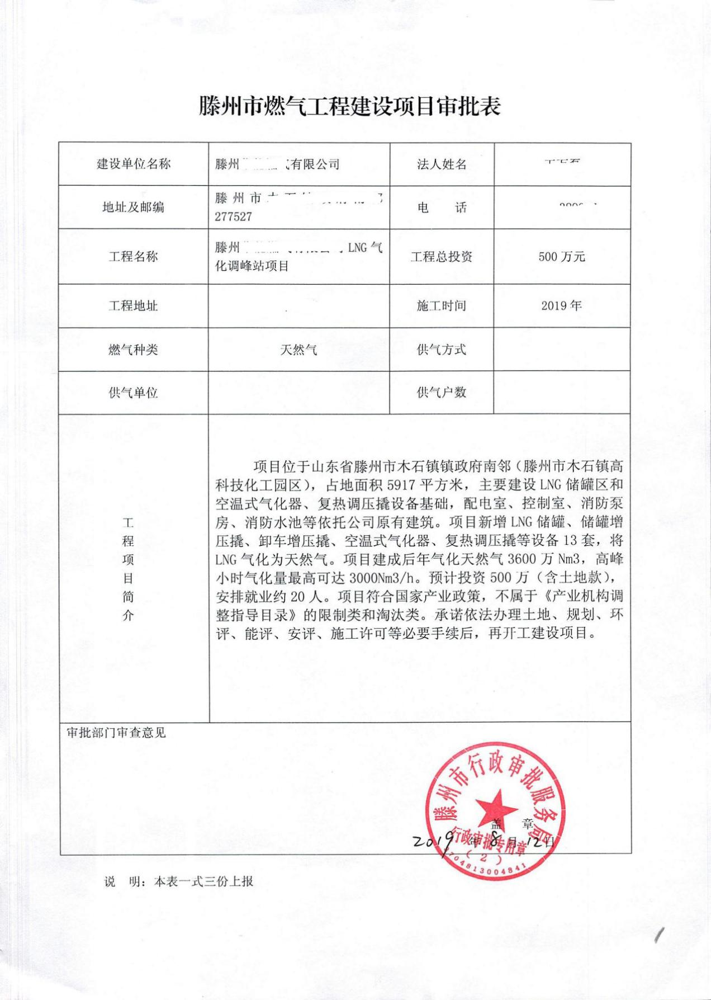 滕州市燃气工程建设项目审批表
建设单位名称
滕州
有限公司
法人姓名
地址及邮编
滕州市
277527
电 话
工程名称
滕州
LNG气
化调峰站项目
工程总投资
500万元
工程地址
施工时间
2019年
燃气种类
天然气
供气方式
供气单位
供气户数
工程项目简介
项目位于山东省滕州市木石镇镇政府南邻（滕州市木石镇高
科技化工园区），占地面积5917平方米，主要建设LNG储罐区和
空温式气化器、复热调压撬设备基础，配电室、控制室、消防泵
房、消防水池等依托公司原有建筑。项目新增LNG储罐、储罐增
压撬、卸车增压撬、空温式气化器、复热调压撬等设备13套，将
LNG气化为天然气。项目建成后年气化天然气3600万Nm3，高峰
小时气化量最高可达3000Nm3/h。预计投资500万（含土地款），
安排就业约20人。项目符合国家产业政策，不属于《产业机构调
整指导目录》的限制类和淘汰类。承诺依法办理土地、规划、环
评、能评、安评、施工许可等必要手续后，再开工建设项目。
审批部门审查意见
滕州市行政审批服务局
盖 章
2019年8月12日
行政审批专用章
（2）
3704813004841
说 明：本表一式三份上报